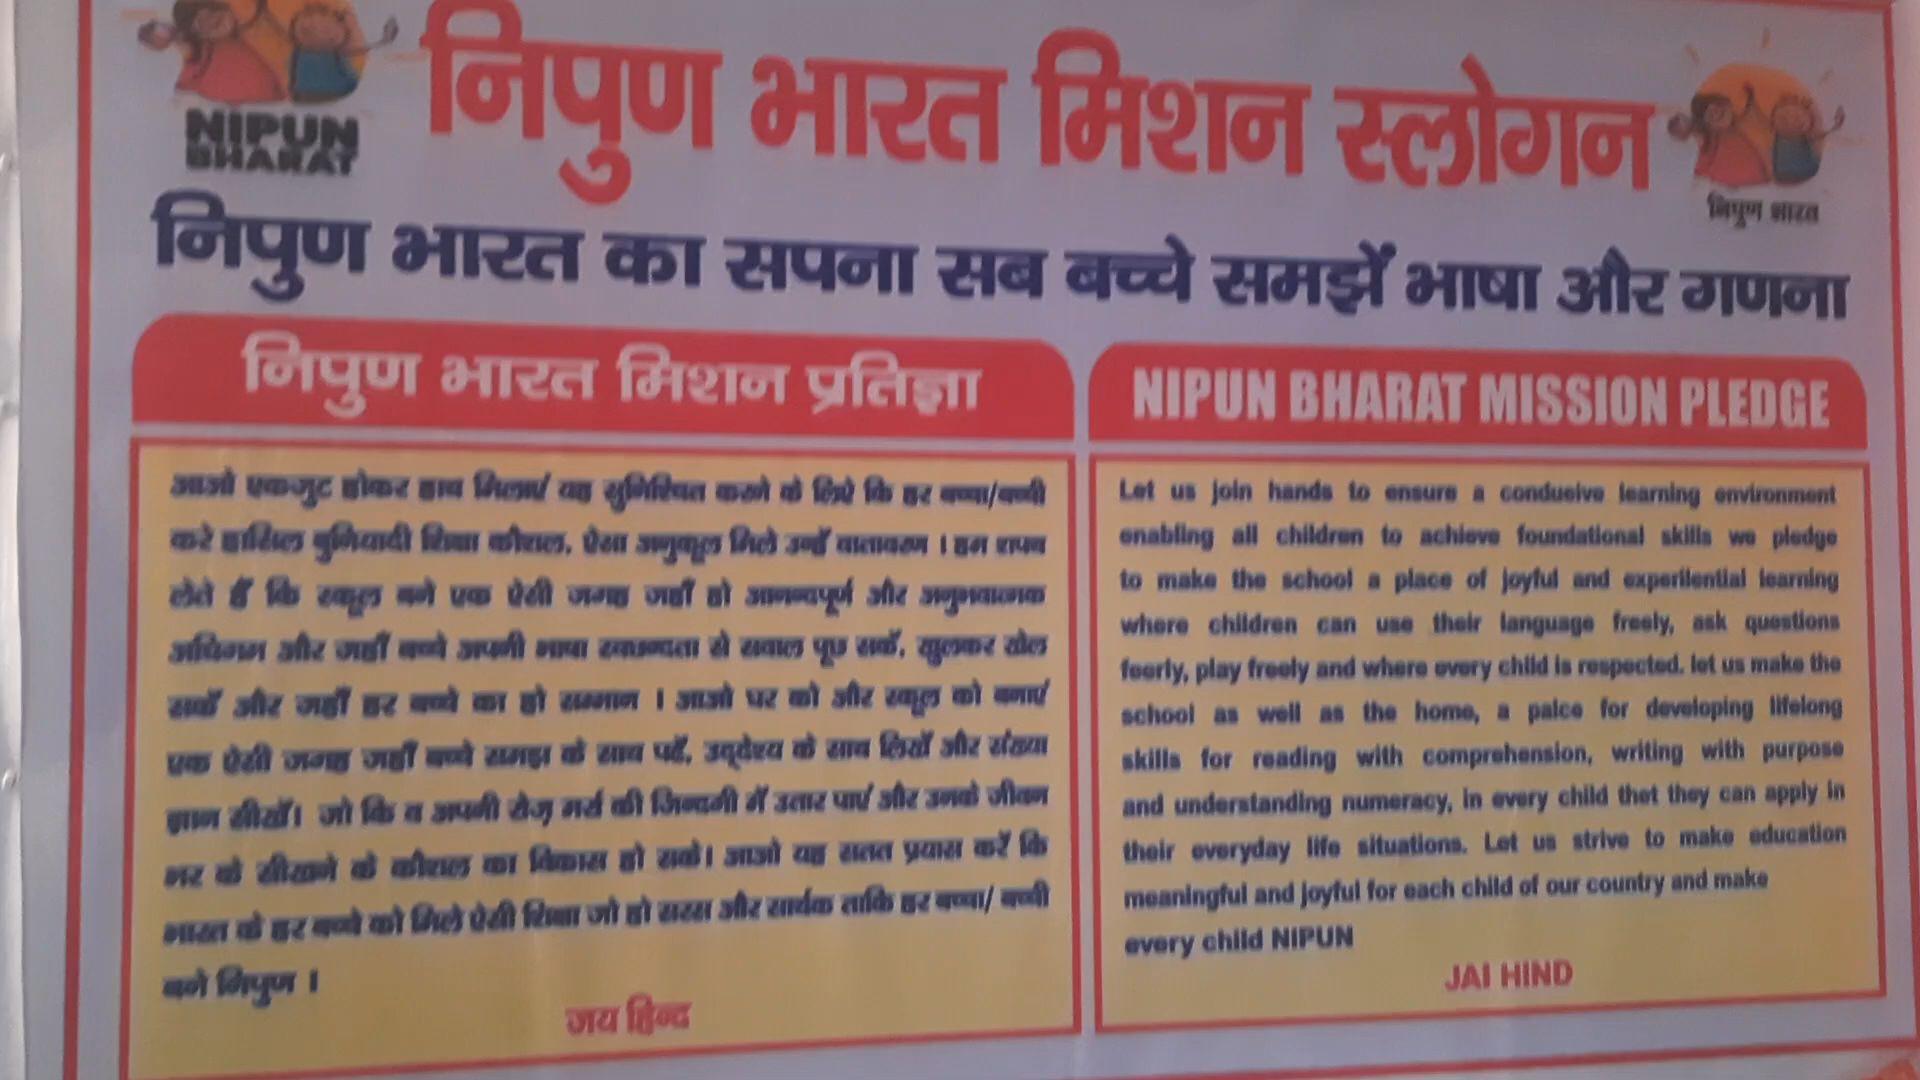 NIPUN
BHARAT
निपुण भारत मिशन स्लोगन
निपुण भारत
निपुण भारत का सपना सब बच्चे समझें भाषा और गणना
निपुण भारत मिशन प्रतिज्ञा
आओ एकजुट होकर हाथ मिलाएं यह सुनिश्चित करने के लिऐ कि हर बच्चा/बच्ची
करे हासिल बुनियादी शिक्षा कौशल, ऐसा अनुकूल मिले उन्हें वातावरण । हम शपथ
लेते हैं कि स्कूल बने एक ऐसी जगह जहाँ हो आनन्दपूर्ण और अनुभवात्मक
अधिगम और जहाँ बच्चे अपनी भाषा स्वछन्दता से सवाल पूछ सकें, खुलकर खेल
सकें और जहाँ हर बच्चे का हो सम्मान । आओ घर को और स्कूल को बनाएं
एक ऐसी जगह जहाँ बच्चे समझ के साथ पढें, उद्देश्य के साथ लिखें और संख्या
ज्ञान सीखें। जो कि व अपनी रोज़ मर्रा की जिन्दगी में उतार पाएं और उनके जीवन
भर के सीखने के कौशल का विकास हो सके। आओ यह सतत प्रयास करें कि
भारत के हर बच्चे को मिले ऐसी शिक्षा जो हो सरस और सार्थक ताकि हर बच्चा/ बच्ची
बने निपुण ।
जय हिन्द
NIPUN BHARAT MISSION PLEDGE
Let us join hands to ensure a condueive learning environment
enabling all children to achieve foundational skills we pledge
to make the school a place of joyful and experilential learning
where children can use their language freely, ask questions
feerly, play freely and where every child is respected. let us make the
school as well as the home, a palce for developing lifelong
skills for reading with comprehension, writing with purpose
and understanding numeracy, in every child thet they can apply in
their everyday life situations. Let us strive to make education
meaningful and joyful for each child of our country and make
every child NIPUN
JAI HIND